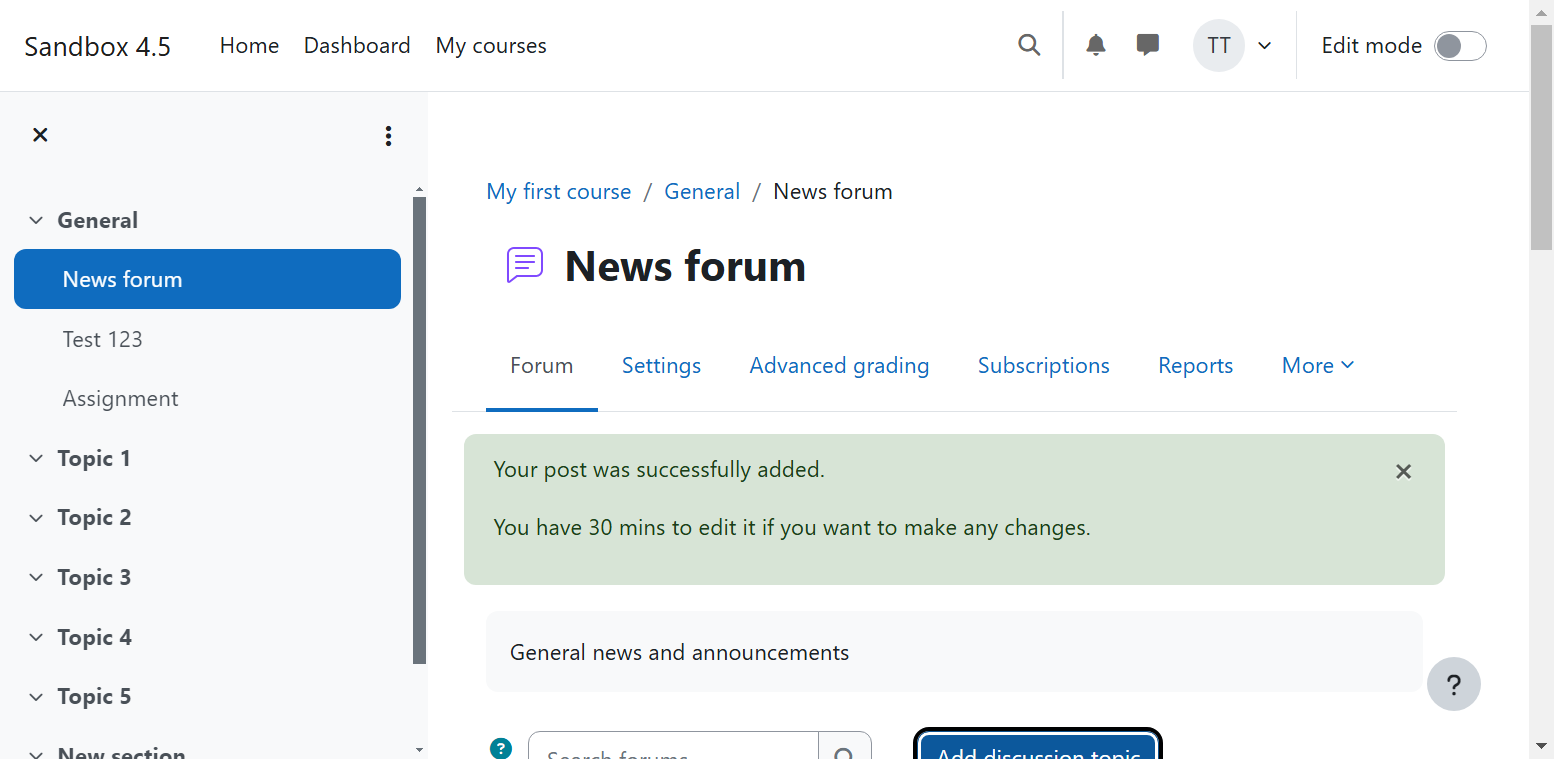 Sandbox 4.5 Home Dashboard My courses TT Edit mode
General
News forum
Test 123
Assignment
Topic 1
Topic 2
Topic 3
Topic 4
Topic 5
New section
My first course / General / News forum
News forum
Forum Settings Advanced grading Subscriptions Reports More
Your post was successfully added.
You have 30 mins to edit it if you want to make any changes.
General news and announcements
?
? Search forums Add discussion topic